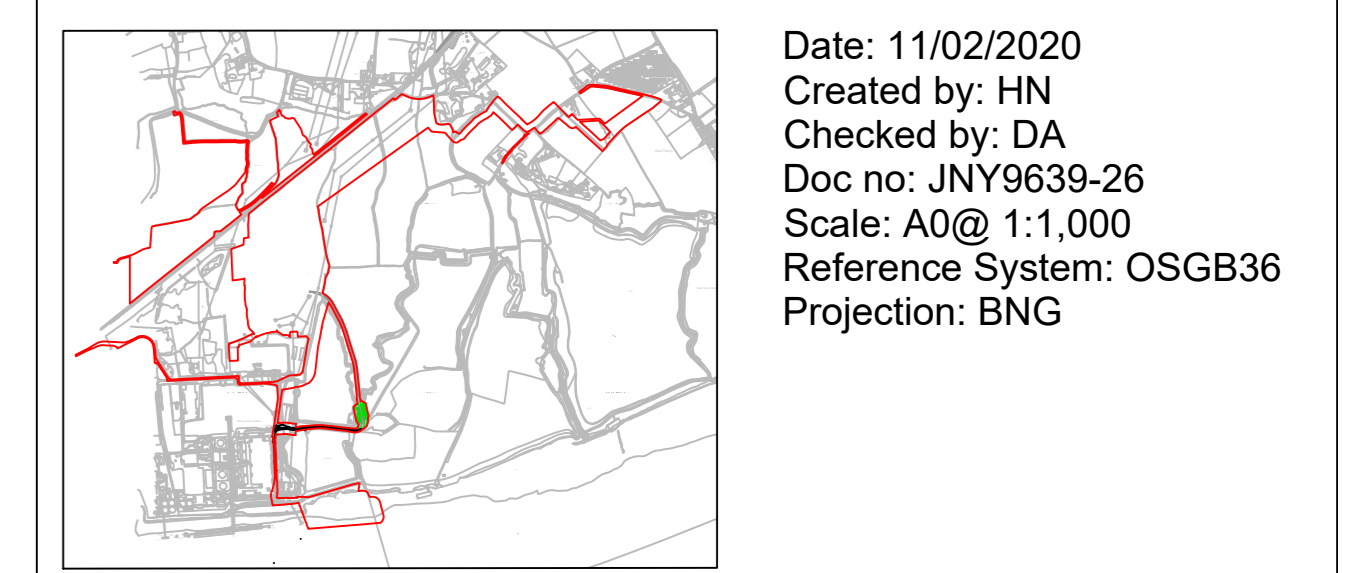 Date: 11/02/2020
Created by: HN
Checked by: DA
Doc no: JNY9639-26
Scale: A0@ 1:1,000
Reference System: OSGB36
Projection: BNG